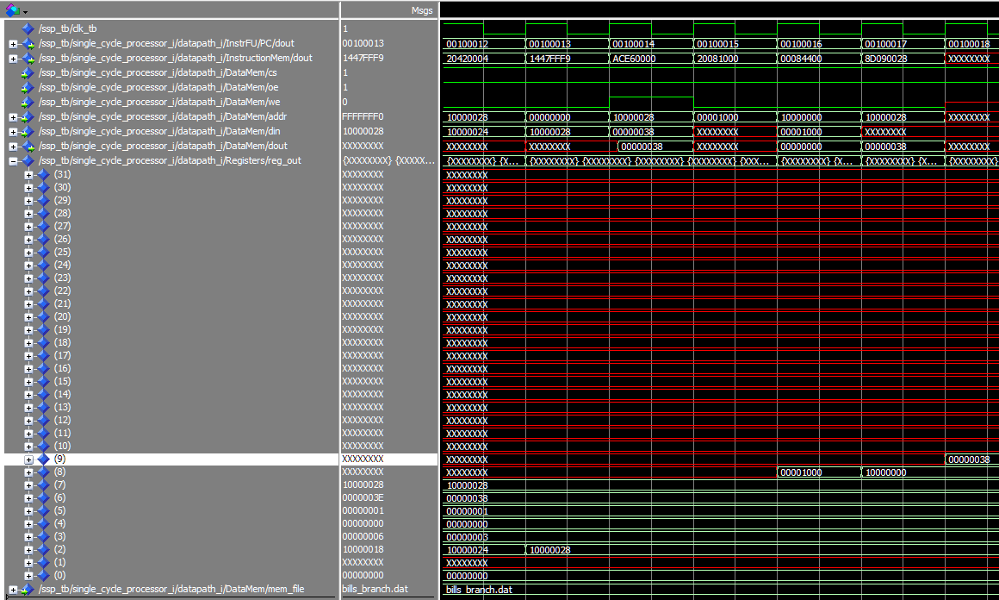 Msgs
/ssp_tb/clk_tb 1
/ssp_tb/single_cycle_processor_i/datapath_i/InstrFU/PC/dout 00100013 00100012 00100013 00100014 00100015 00100016 00100017 00100018
/ssp_tb/single_cycle_processor_i/datapath_i/InstructionMem/dout 1447FFF9 20420004 1447FFF9 ACE60000 20081000 00084400 8D090028 XXXXXXXX
/ssp_tb/single_cycle_processor_i/datapath_i/DataMem/cs 1
/ssp_tb/single_cycle_processor_i/datapath_i/DataMem/oe 1
/ssp_tb/single_cycle_processor_i/datapath_i/DataMem/we 0
/ssp_tb/single_cycle_processor_i/datapath_i/DataMem/addr FFFFFFF0 10000028 00000000 10000028 00001000 10000000 10000028 XXXXXXXX
/ssp_tb/single_cycle_processor_i/datapath_i/DataMem/din 10000028 10000024 10000028 00000038 XXXXXXXX 00001000 XXXXXXXX
/ssp_tb/single_cycle_processor_i/datapath_i/DataMem/dout XXXXXXXX XXXXXXXX XXXXXXXX 00000038 XXXXXXXX 00000000 00000038 XXXXXXXX
/ssp_tb/single_cycle_processor_i/datapath_i/Registers/reg_out {XXXXXXXX} {XXXXX... {XXXXXXXX} {X... {XXXXXXXX} {XXXXXXXX} {XXXXXXXX} {XXXXXXXX} {XX... {XXXXXXXX} {X... {XXXXXXXX} {X... {XXXXXXXX}
(31) XXXXXXXX XXXXXXXX
(30) XXXXXXXX XXXXXXXX
(29) XXXXXXXX XXXXXXXX
(28) XXXXXXXX XXXXXXXX
(27) XXXXXXXX XXXXXXXX
(26) XXXXXXXX XXXXXXXX
(25) XXXXXXXX XXXXXXXX
(24) XXXXXXXX XXXXXXXX
(23) XXXXXXXX XXXXXXXX
(22) XXXXXXXX XXXXXXXX
(21) XXXXXXXX XXXXXXXX
(20) XXXXXXXX XXXXXXXX
(19) XXXXXXXX XXXXXXXX
(18) XXXXXXXX XXXXXXXX
(17) XXXXXXXX XXXXXXXX
(16) XXXXXXXX XXXXXXXX
(15) XXXXXXXX XXXXXXXX
(14) XXXXXXXX XXXXXXXX
(13) XXXXXXXX XXXXXXXX
(12) XXXXXXXX XXXXXXXX
(11) XXXXXXXX XXXXXXXX
(10) XXXXXXXX XXXXXXXX
(9) XXXXXXXX XXXXXXXX 00000038
(8) XXXXXXXX XXXXXXXX 00001000 10000000
(7) 10000028 10000028
(6) 0000003E 00000038
(5) 00000001 00000001
(4) 00000000 00000000
(3) 00000006 00000003
(2) 10000018 10000024 10000028
(1) XXXXXXXX XXXXXXXX
(0) 00000000 00000000
/ssp_tb/single_cycle_processor_i/datapath_i/DataMem/mem_file bills_branch.dat bills_branch.dat